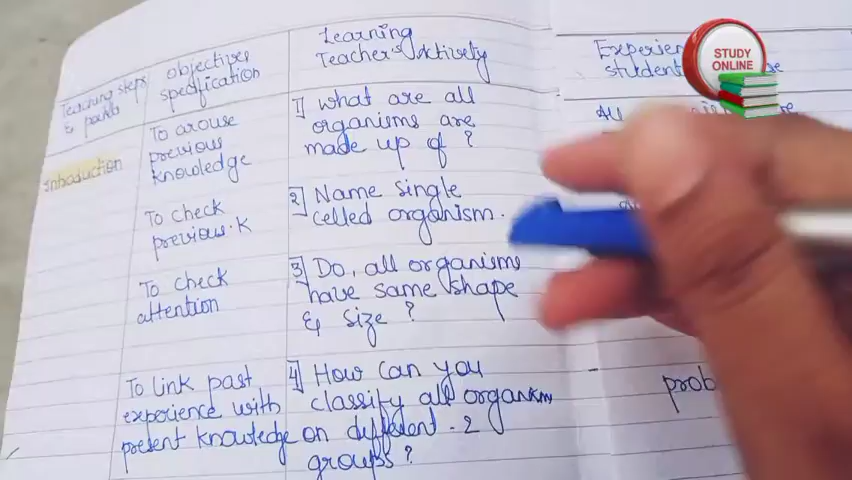 Teaching steps
& points
objectives
specification
Learning
Teacher's Actively
Experien
student
STUDY
ONLINE
Introduction
To arouse
previous
knowledge
1] What are all
organisms are
made up of ?
All
To check
previous.k
2] Name single
celled organism.
To check
attention
3] Do, all organisms
have same shape
& size ?
To link past
experience with
present knowledge
4] How can you
classify all organism
on different - 2
groups ?
prob